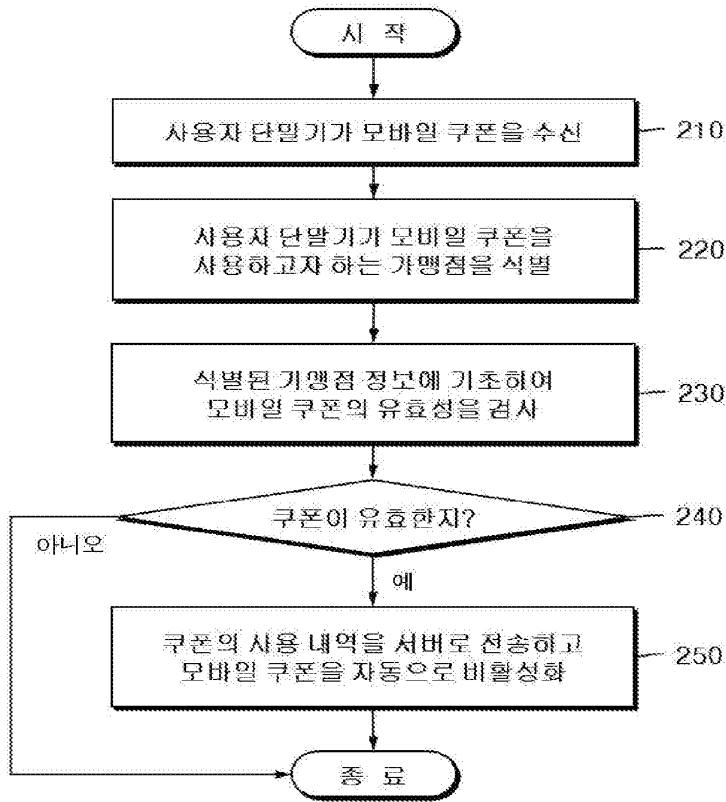 시 작
사용자 단말기가 모바일 쿠폰을 수신
210
사용자 단말기가 모바일 쿠폰을
사용하고자 하는 가맹점을 식별
220
식별된 가맹점 정보에 기초하여
모바일 쿠폰의 유효성을 검사
230
쿠폰이 유효한지?
240
아니오
예
쿠폰의 사용 내역을 서버로 전송하고
모바일 쿠폰을 자동으로 비활성화
250
종 료